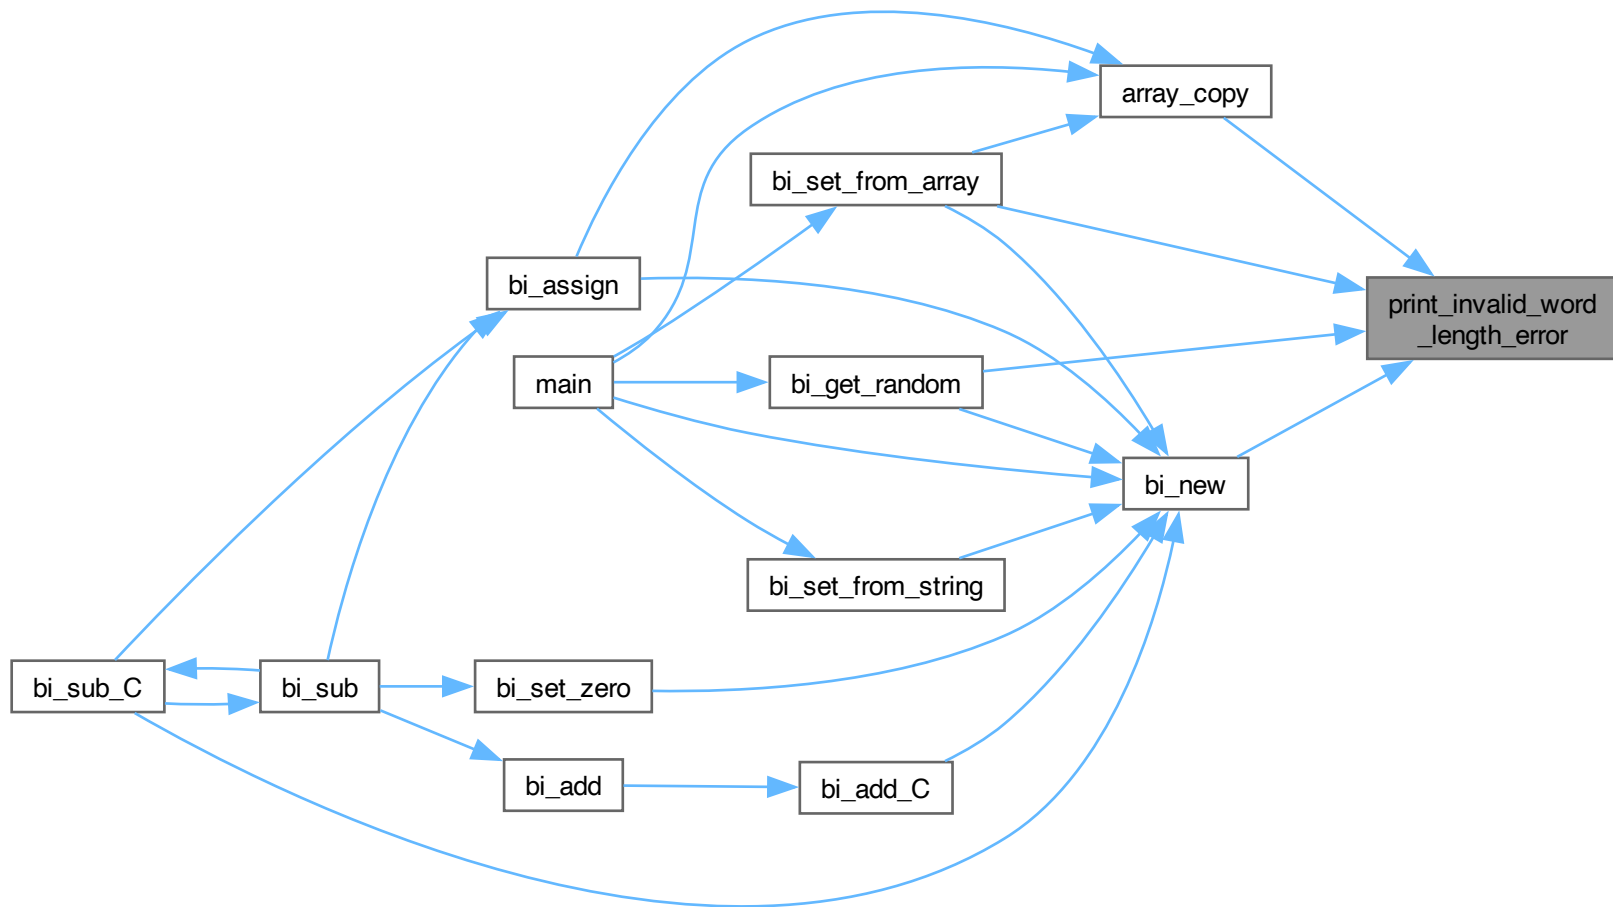 array_copy
bi_set_from_array
bi_assign
print_invalid_word
_length_error
main
bi_get_random
bi_new
bi_set_from_string
bi_sub_C
bi_sub
bi_set_zero
bi_add
bi_add_C